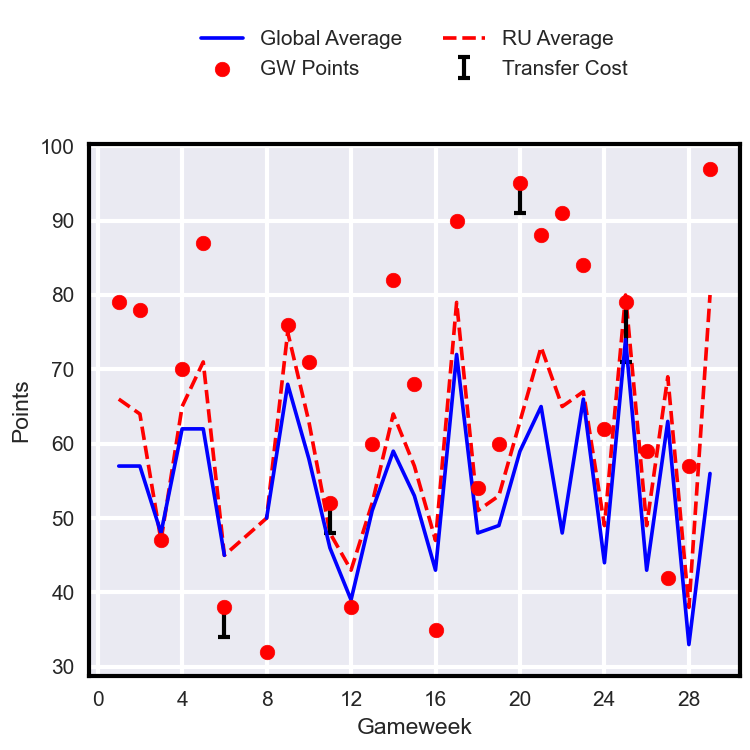 Global Average
RU Average
GW Points
Transfer Cost
100
90
80
70
60
50
40
30
Points
0 4 8 12 16 20 24 28
Gameweek